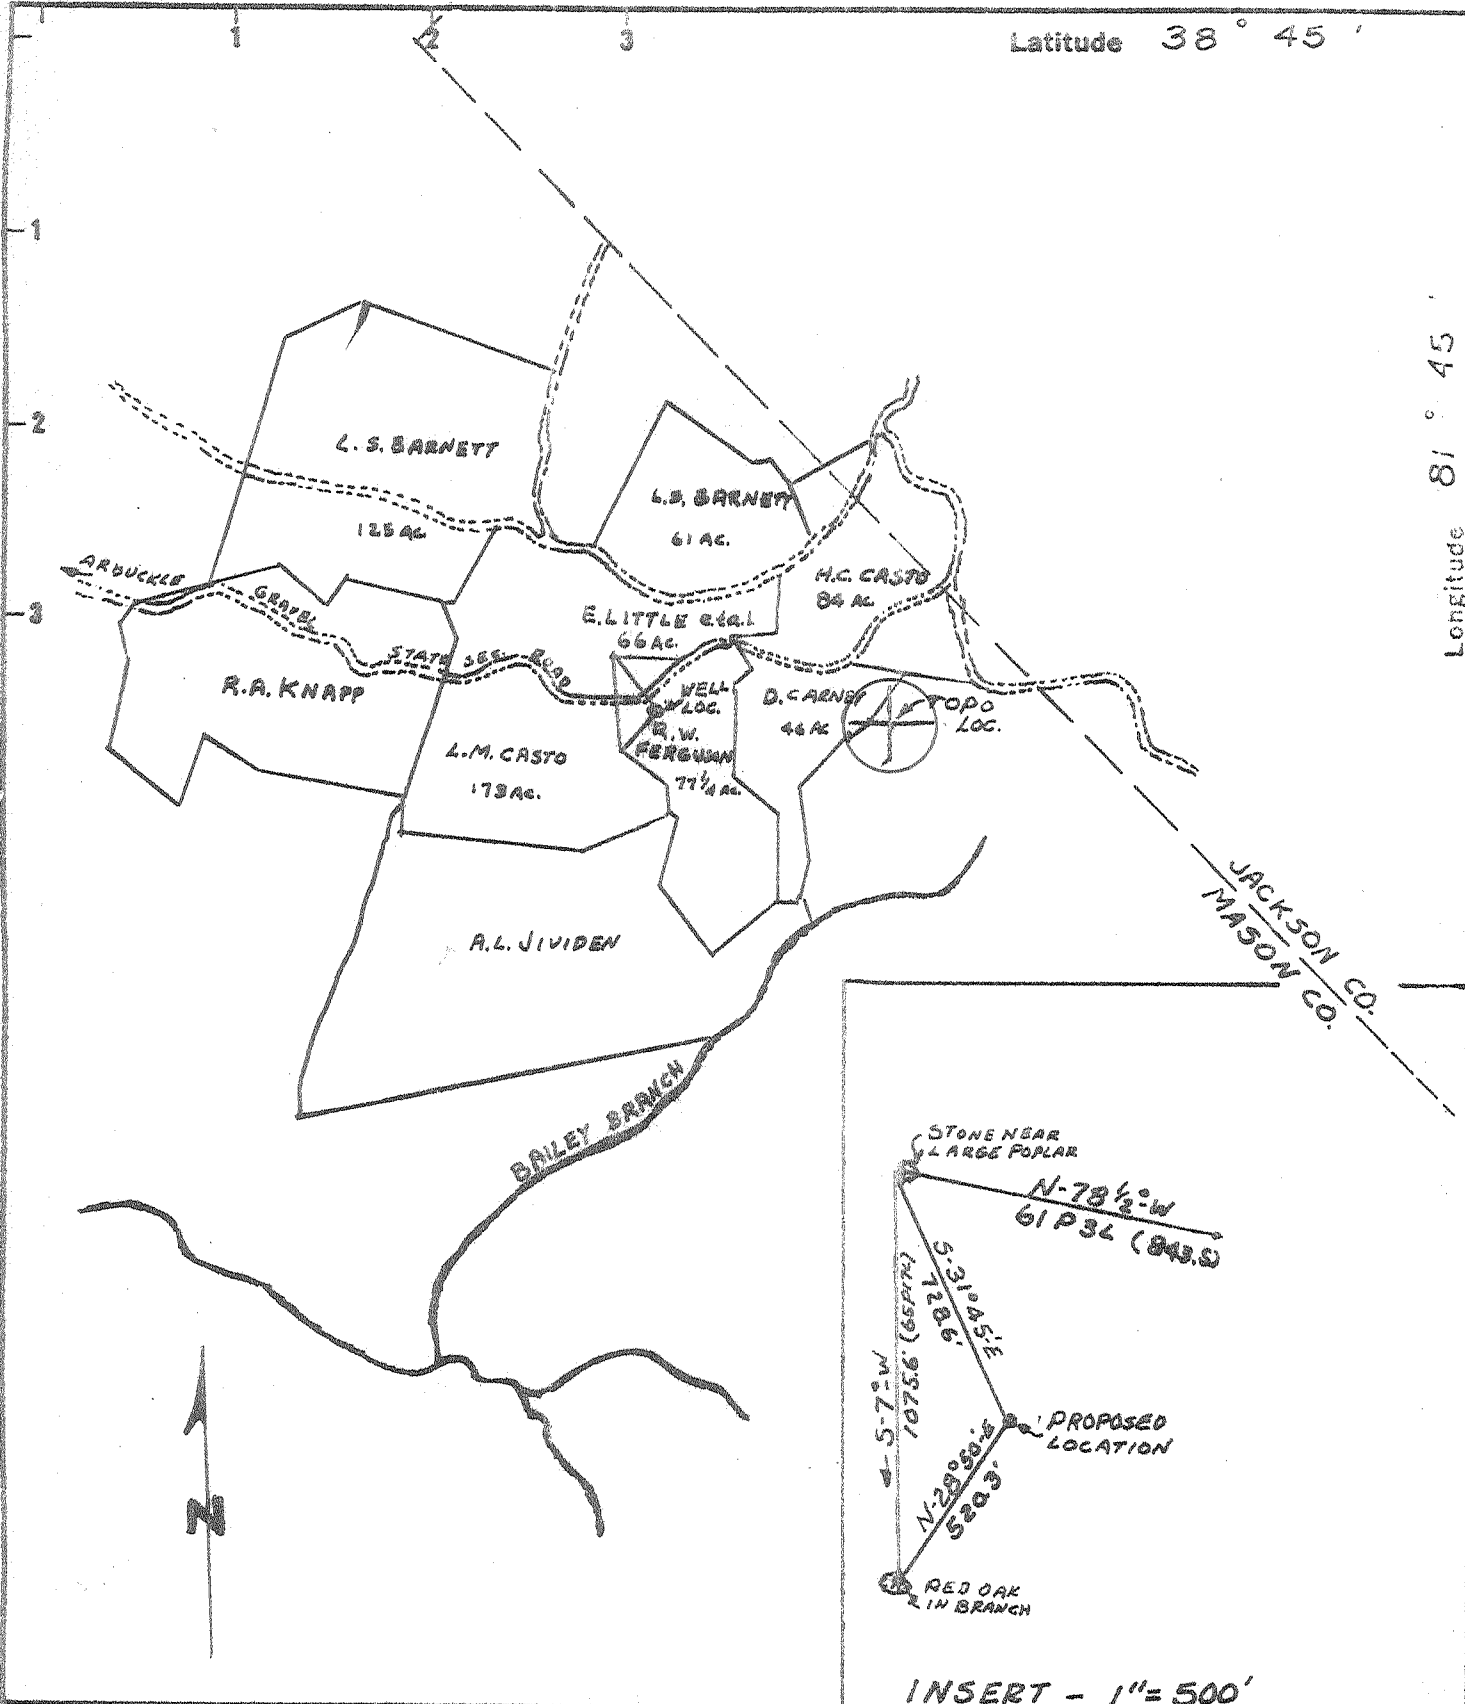 1 2 3
Latitude 38° 45'
1
2
3
Longitude 81° 45'
L. S. BARNETT
125 AC.
L.S. BARNETT
61 AC.
ARBUCKLE
GRAVEL
STATE SEC. ROAD
H.C. CASTO
84 AC.
E. LITTLE et al
66 AC.
R.A. KNAPP
WELL
LOC.
D. CARNEY
46 AC
TOPO
LOC.
R.W.
FERGUSON
77 1/4 AC.
L.M. CASTO
173 AC.
A.L. JIVIDEN
JACKSON CO.
MASON CO.
BAILEY BRANCH
N
STONE NEAR
LARGE POPLAR
N-78 1/2°-W
61 P 3L
S-31°45'-E
728.6'
S-7°-W
1075.6'
PROPOSED
LOCATION
N-28°50'-E
520.3'
RED OAK
IN BRANCH
INSERT - 1"=500'